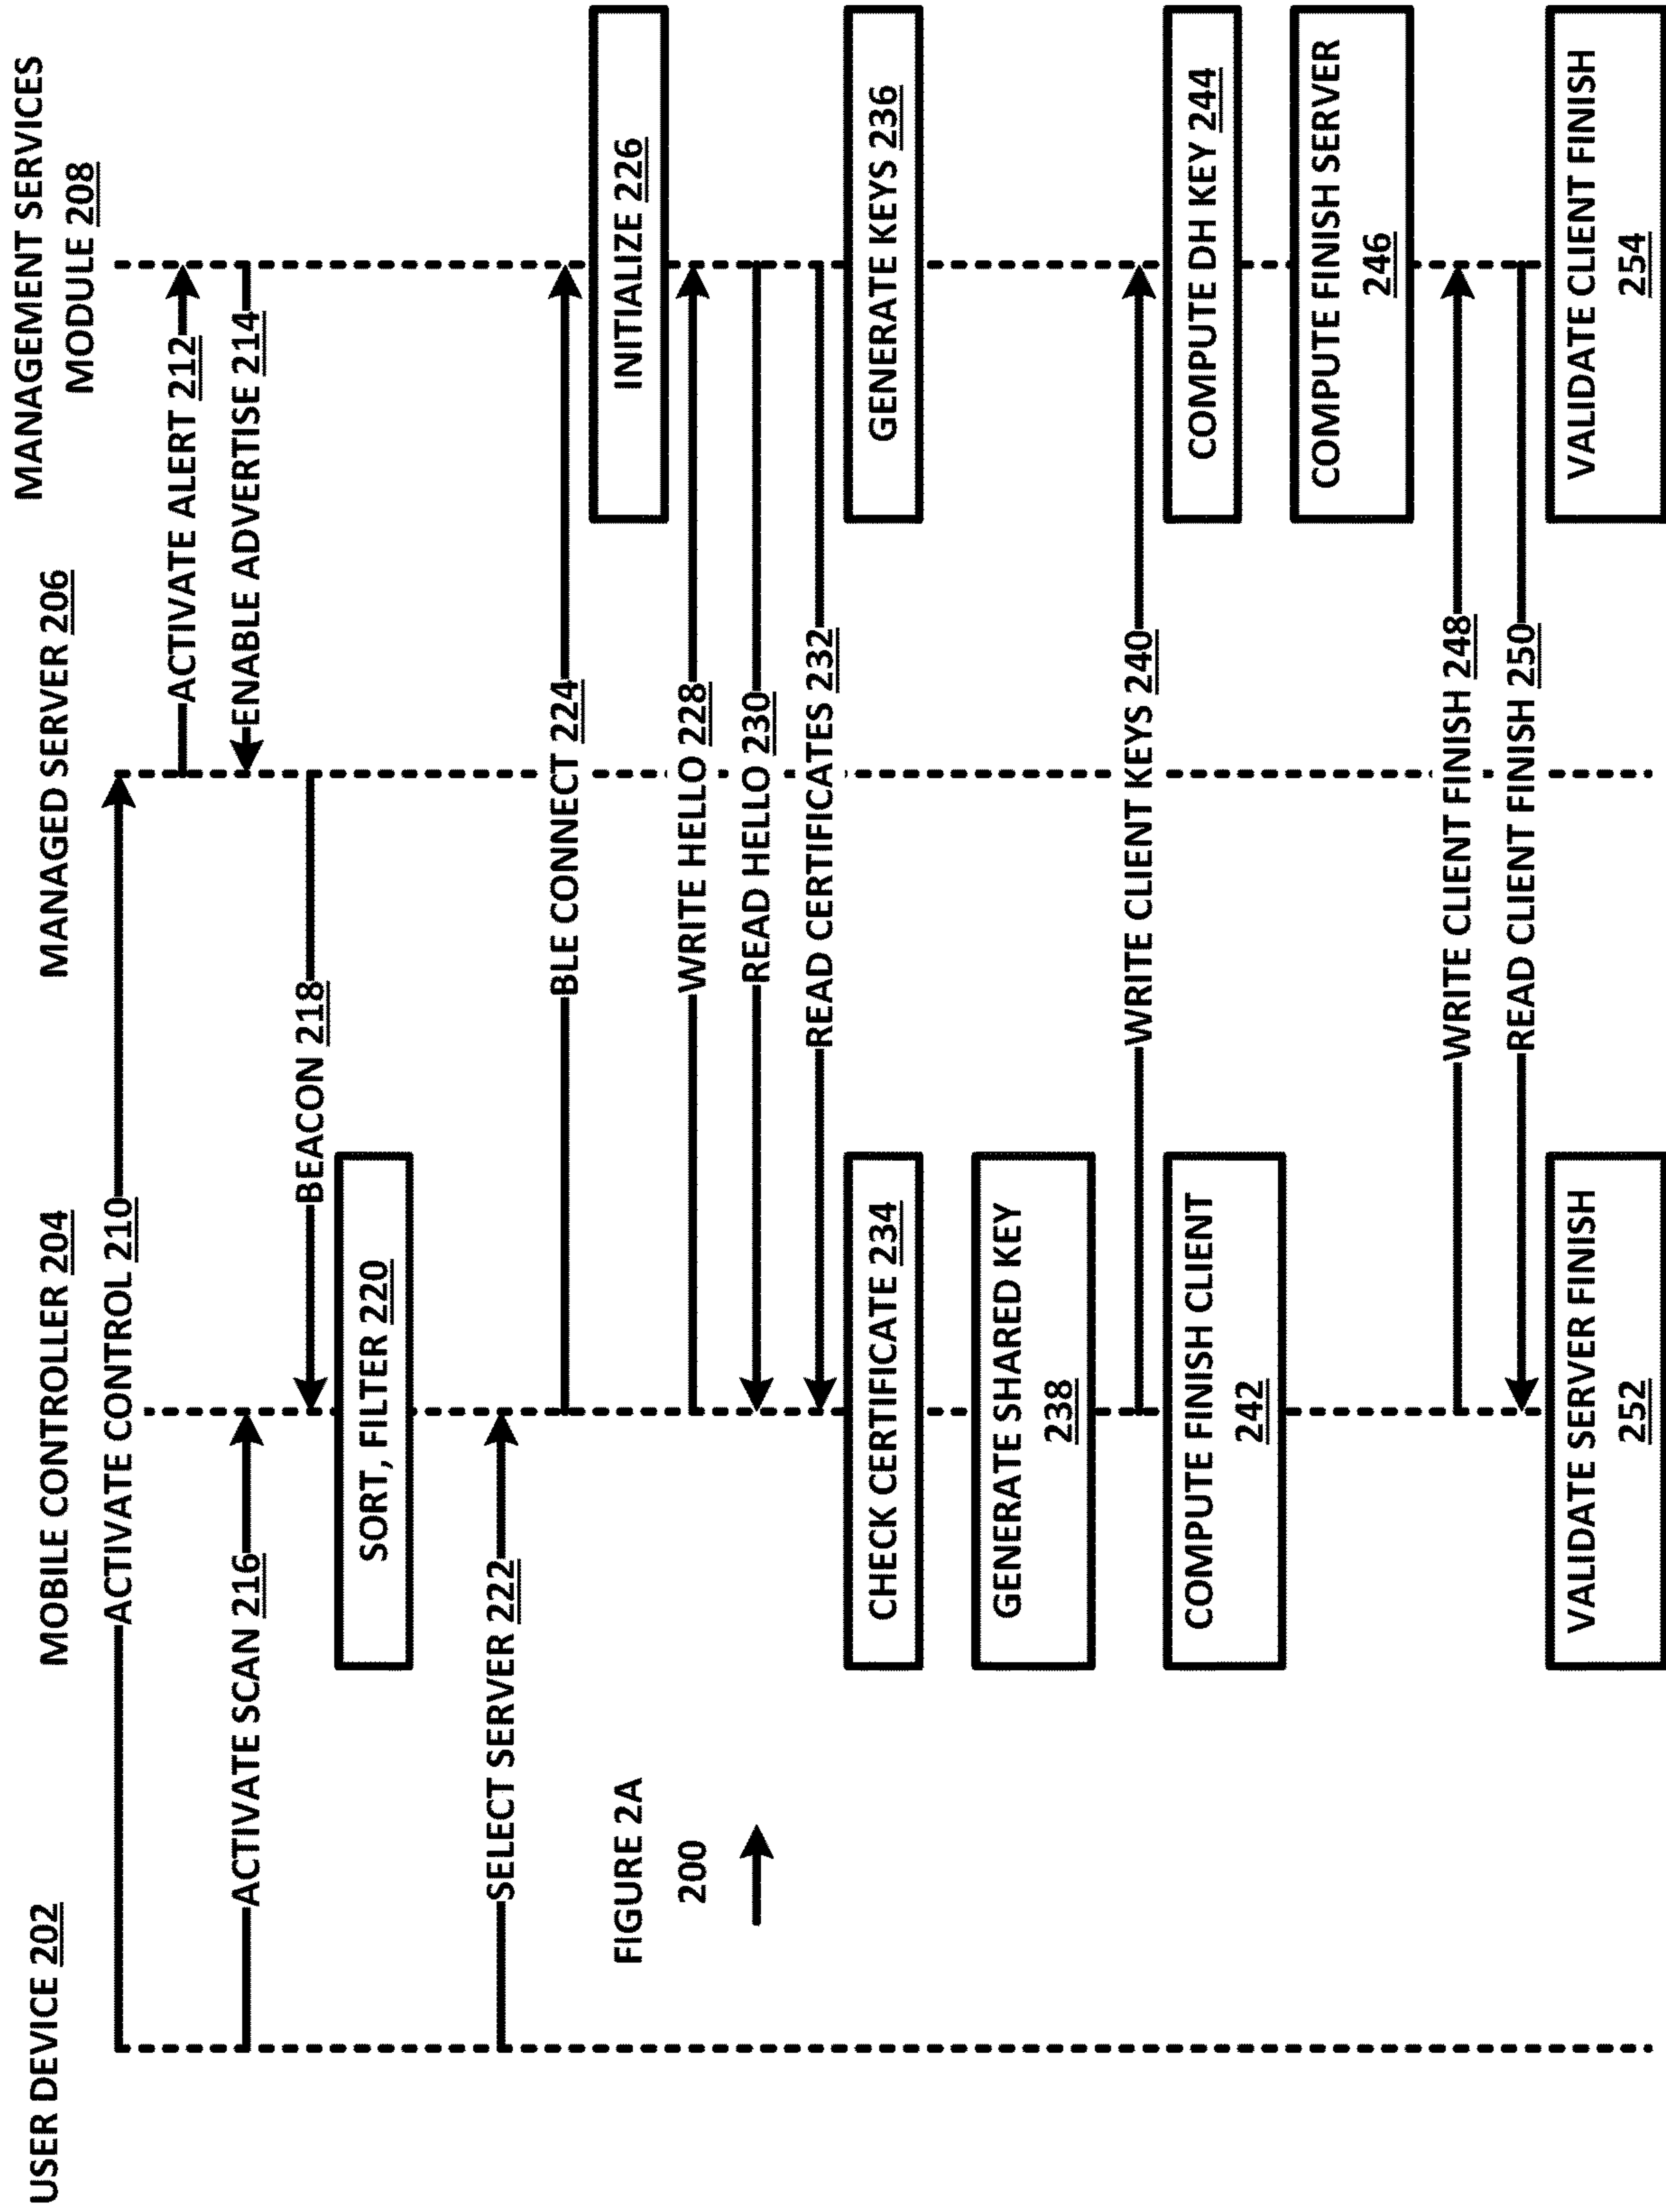 USER DEVICE 202
MOBILE CONTROLLER 204
MANAGED SERVER 206
MANAGEMENT SERVICES
MODULE 208
ACTIVATE CONTROL 210
ACTIVATE ALERT 212
ACTIVATE SCAN 216
ENABLE ADVERTISE 214
BEACON 218
SORT, FILTER 220
SELECT SERVER 222
BLE CONNECT 224
INITIALIZE 226
FIGURE 2A
200
WRITE HELLO 228
READ HELLO 230
READ CERTIFICATES 232
CHECK CERTIFICATE 234
GENERATE KEYS 236
GENERATE SHARED KEY
238
WRITE CLIENT KEYS 240
COMPUTE FINISH CLIENT
242
COMPUTE DH KEY 244
COMPUTE FINISH SERVER
246
WRITE CLIENT FINISH 248
READ CLIENT FINISH 250
VALIDATE SERVER FINISH
252
VALIDATE CLIENT FINISH
254